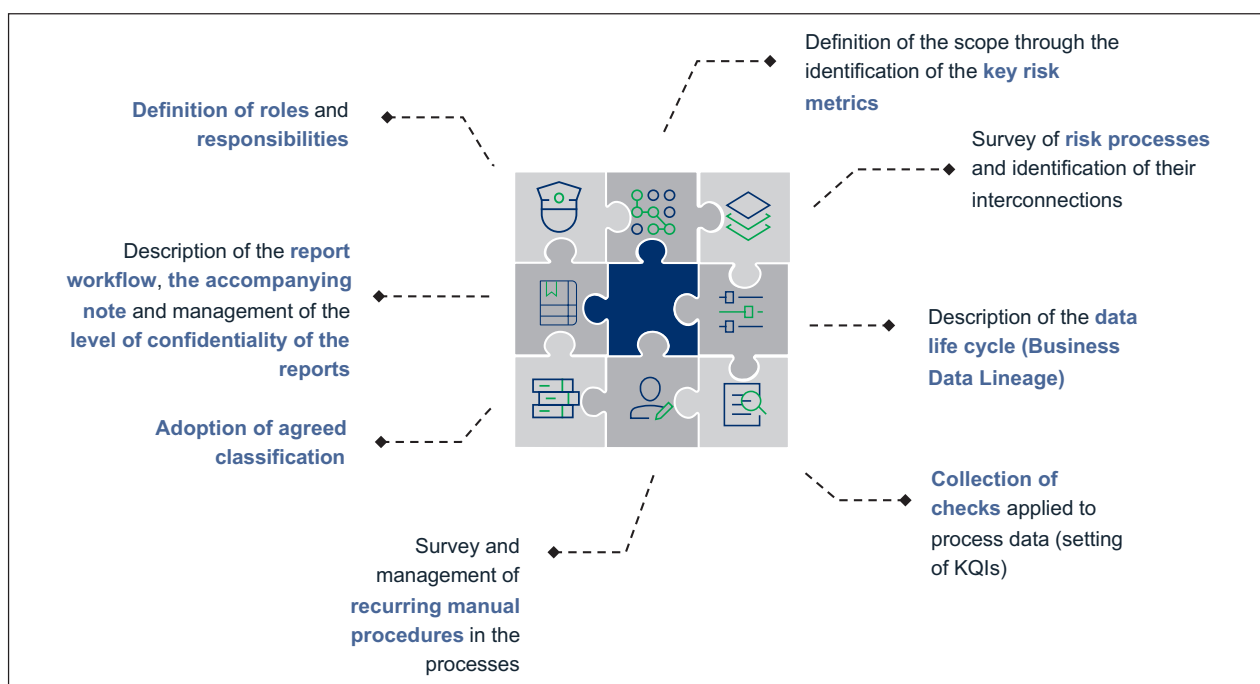 Definition of the scope through the
identification of the key risk
metrics
Definition of roles and
responsibilities
Survey of risk processes
and identification of their
interconnections
Description of the report
workflow, the accompanying
note and management of the
level of confidentiality of the
reports
Description of the data
life cycle (Business
Data Lineage)
Adoption of agreed
classification
Collection of
checks applied to
process data (setting
of KQIs)
Survey and
management of
recurring manual
procedures in the
processes